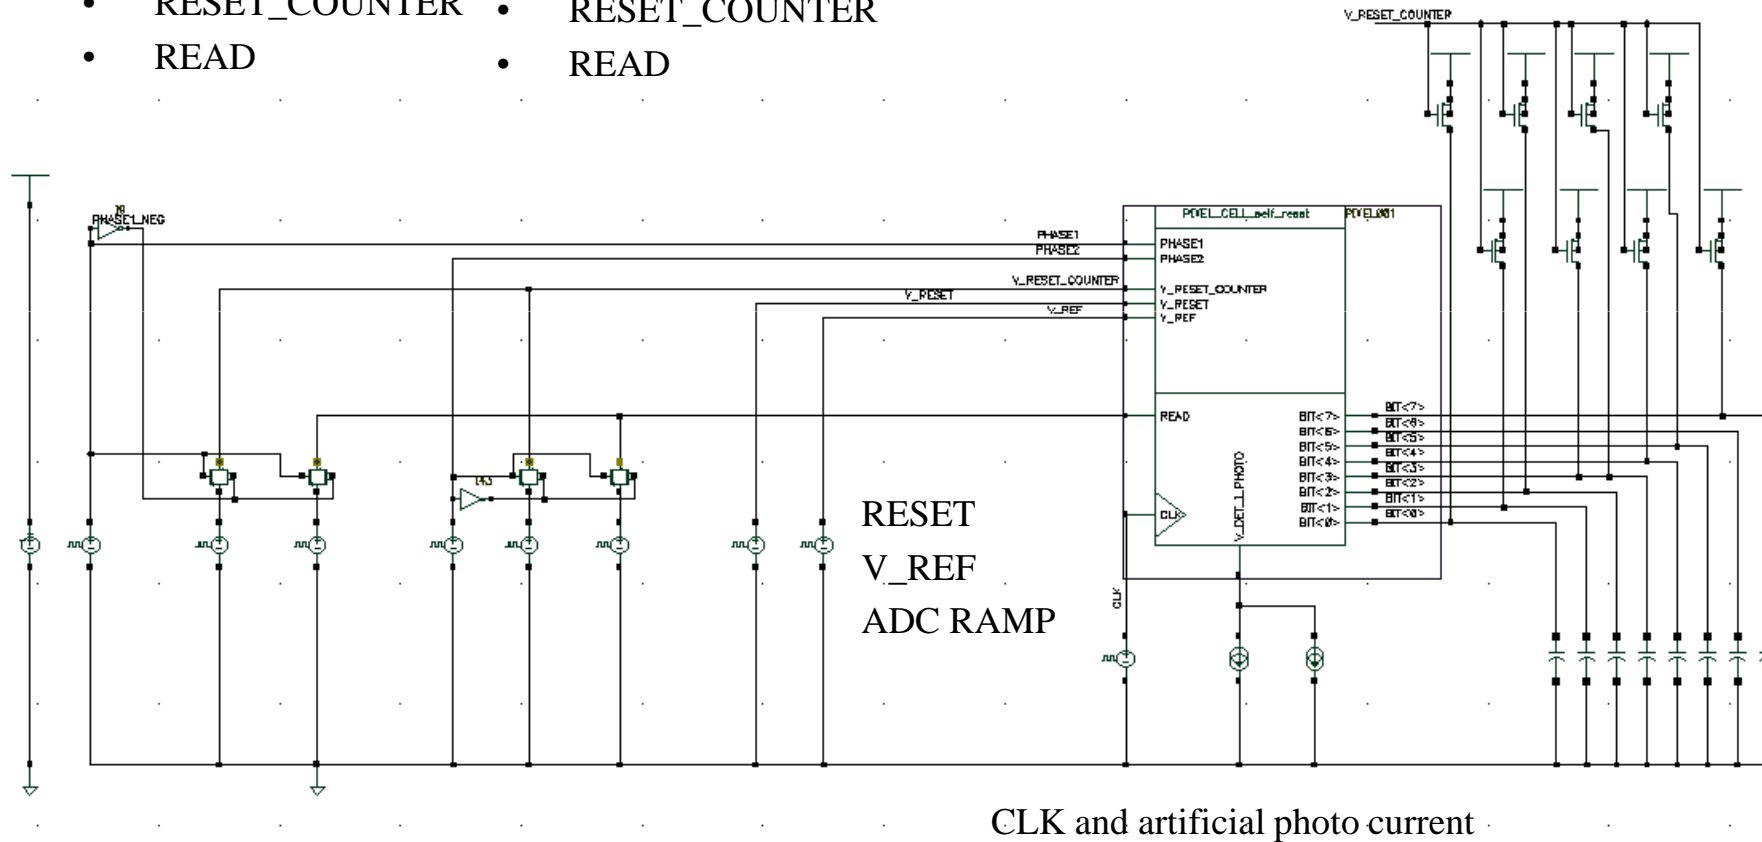 • RESET_COUNTER
• READ
• RESET_COUNTER
• READ
V_RESET_COUNTER
PHASE1_NEG
PHASE1
PHASE2
V_RESET_COUNTER
V_RESET
V_REF
PIXEL_CELL_self_reset
PHASE1
PHASE2
V_RESET_COUNTER
V_RESET
V_REF
READ
CLK
V_DET_I_PHOTO
BIT<7>
BIT<6>
BIT<5>
BIT<4>
BIT<3>
BIT<2>
BIT<1>
BIT<0>
BIT<7>
BIT<6>
BIT<5>
BIT<4>
BIT<3>
BIT<2>
BIT<1>
BIT<0>
RESET
V_REF
ADC RAMP
CLK
CLK and artificial photo current